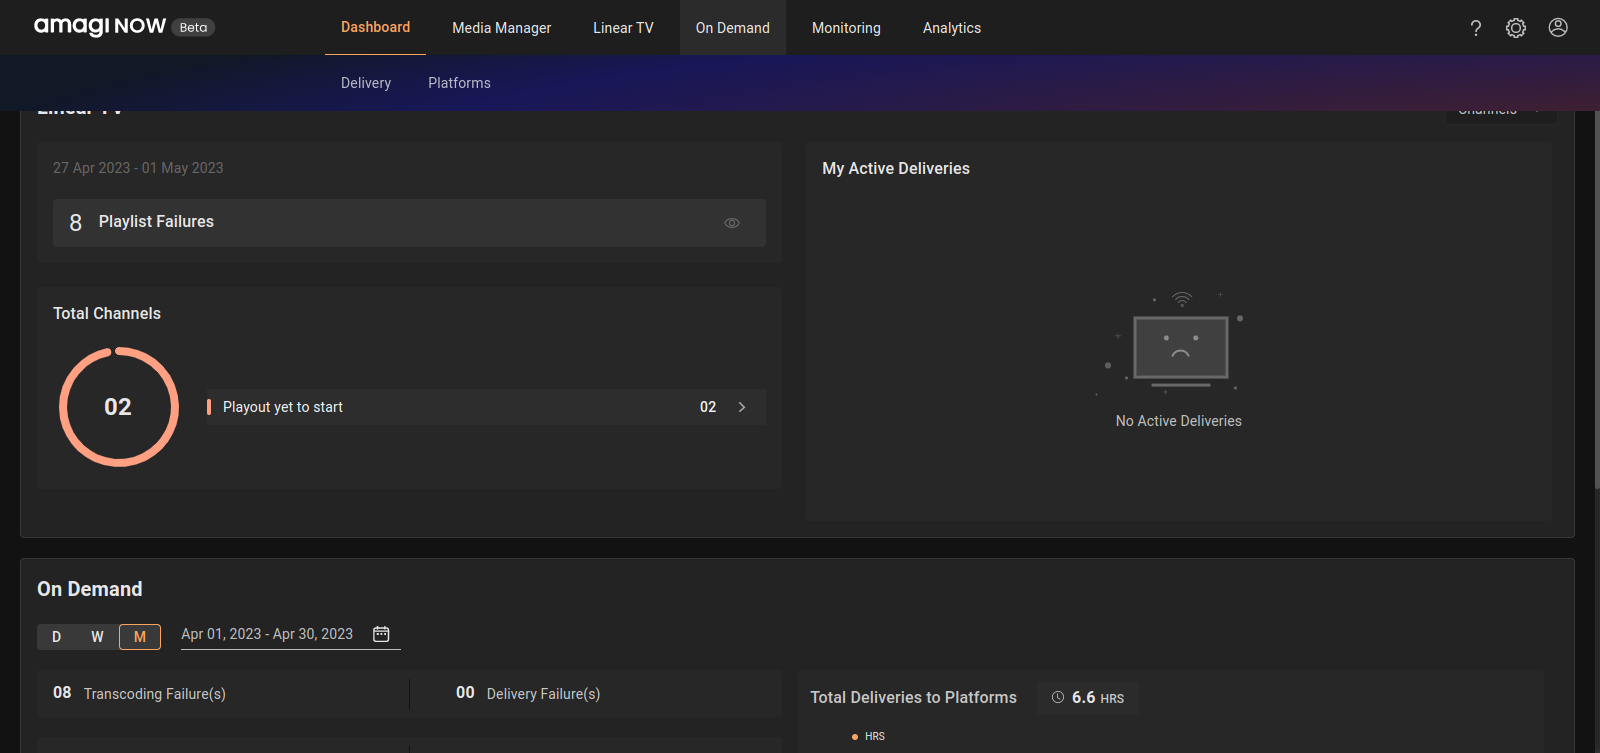 amagi NOW Beta
Dashboard Media Manager Linear TV On Demand Monitoring Analytics
Delivery Platforms
Linear TV
Channels
27 Apr 2023 - 01 May 2023
8 Playlist Failures
Total Channels
02
Playout yet to start 02
My Active Deliveries
No Active Deliveries
On Demand
D W M Apr 01, 2023 - Apr 30, 2023
08 Transcoding Failure(s) 00 Delivery Failure(s)
Total Deliveries to Platforms 6.6 HRS
HRS